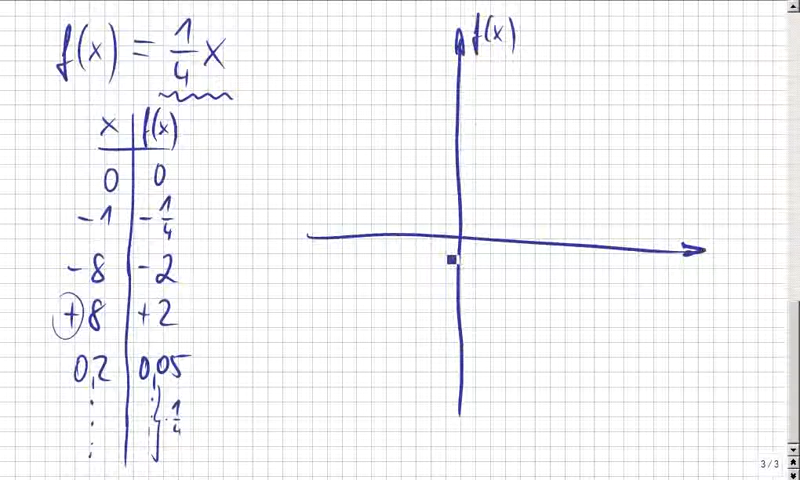 f(x) = 1/4 x
x | f(x)
0 | 0
-1 | -1/4
-8 | -2
+8 | +2
0,2 | 0,05
⋮ | ⋮ } · 1/4
f(x)
3 / 3